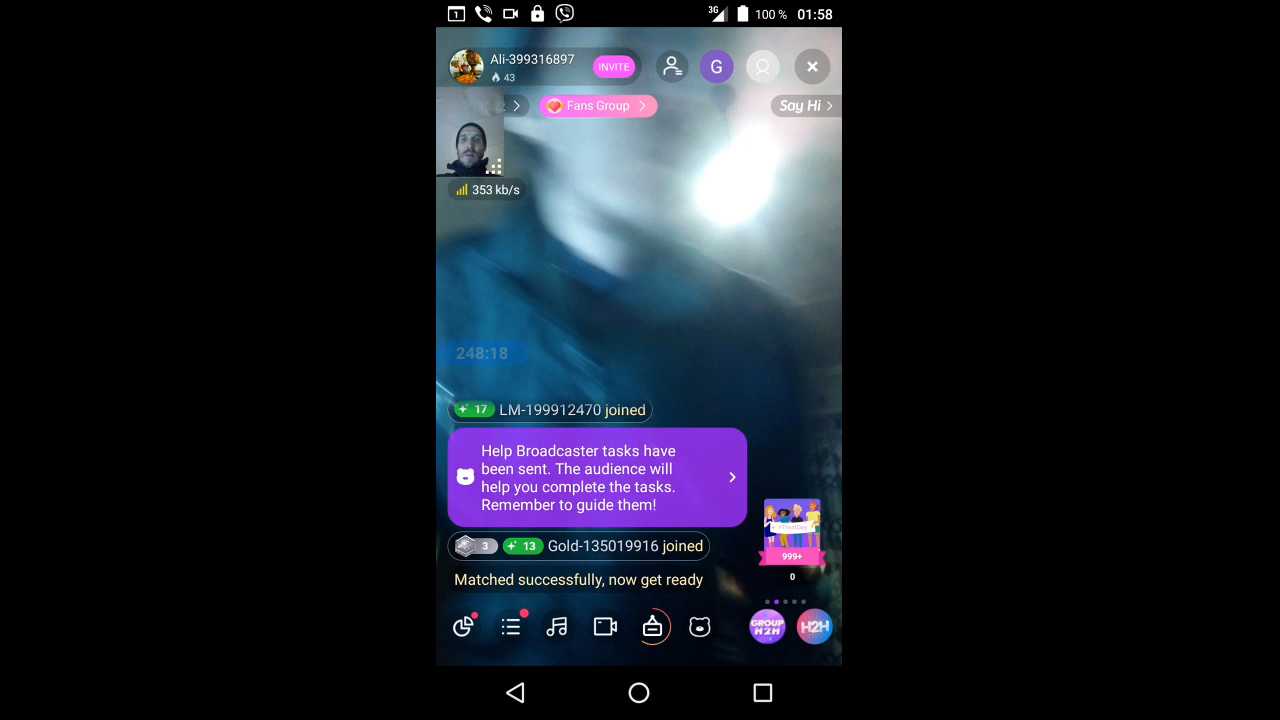 1
3G
100 %
01:58
Ali-399316897
43
INVITE
G
Fans Group
Say Hi
353 kb/s
248:18
17 LM-199912470 joined
Help Broadcaster tasks have
been sent. The audience will
help you complete the tasks.
Remember to guide them!
3 13 Gold-135019916 joined
999+
0
Matched successfully, now get ready
GROUP
H2H
H2H